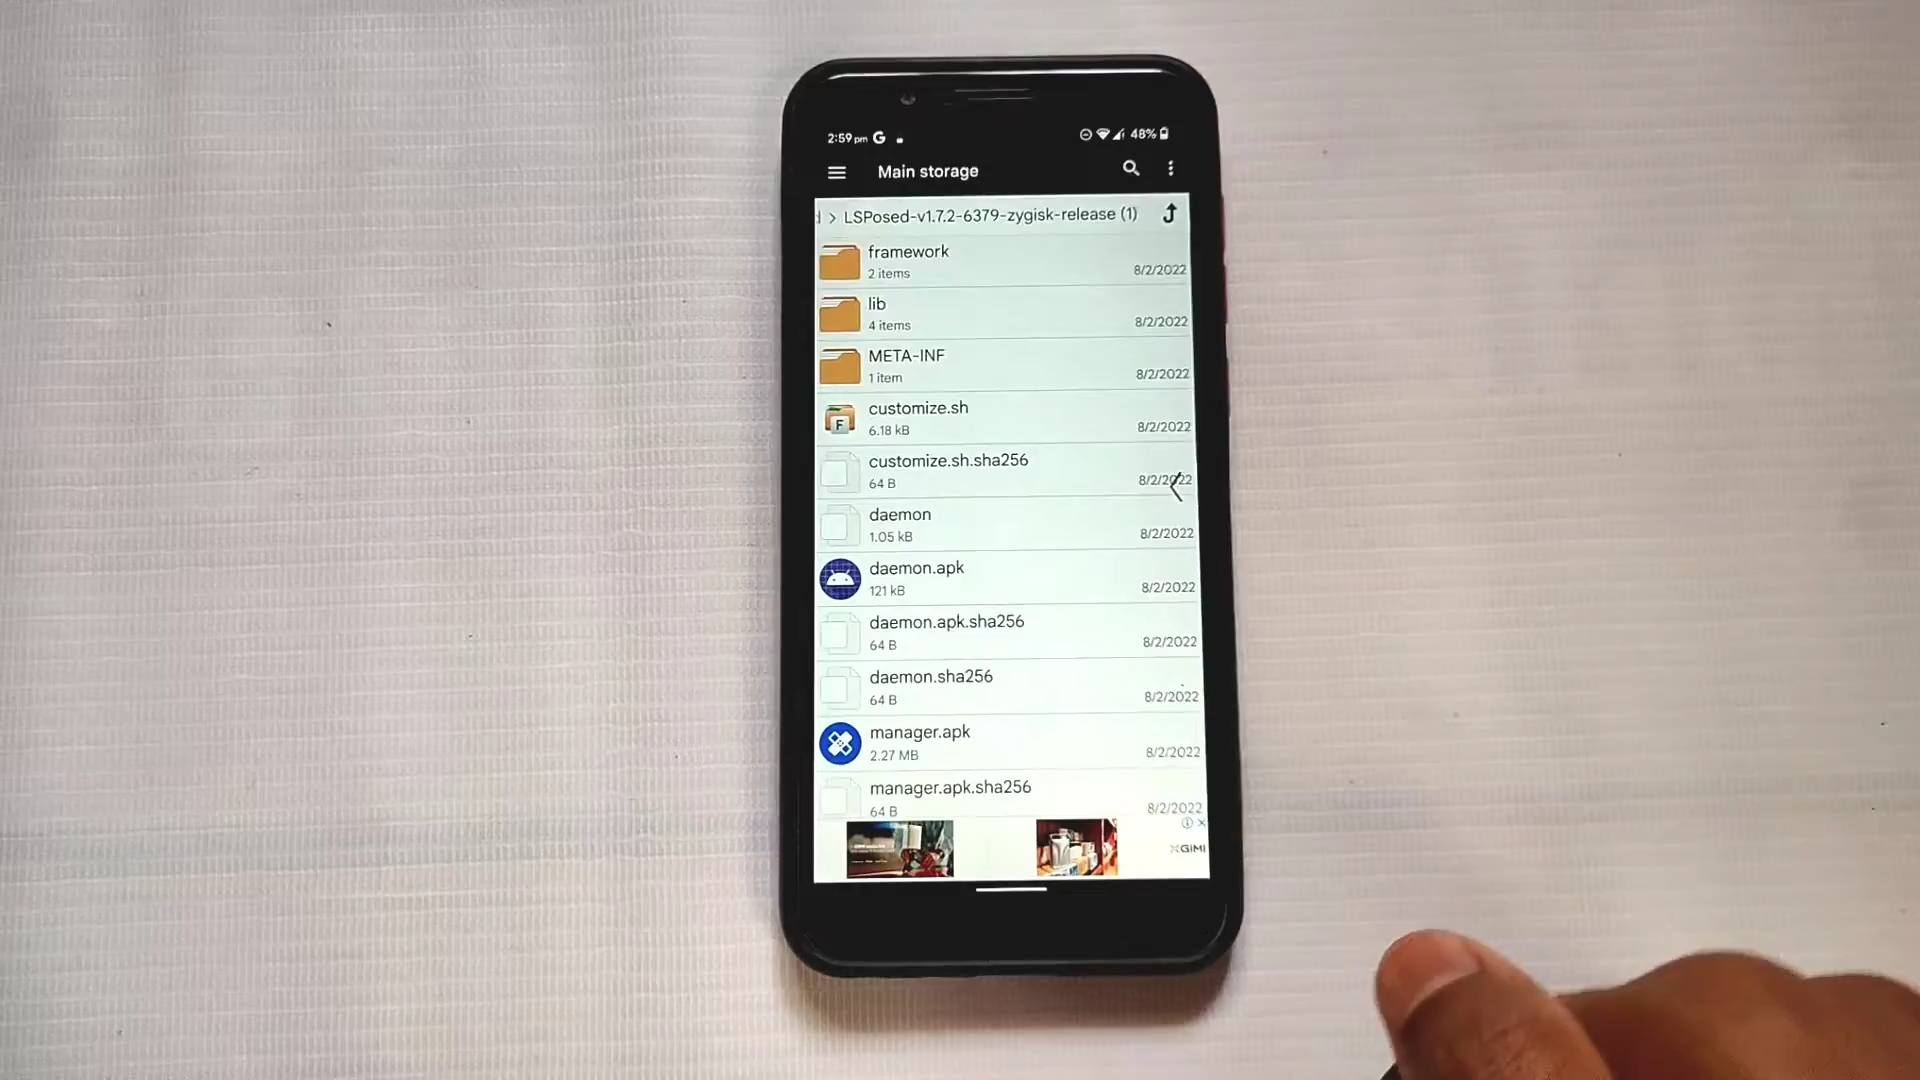 2:59 pm G 48%
Main storage
LSPosed-v1.7.2-6379-zygisk-release (1)
framework
2 items 8/2/2022
lib
4 items 8/2/2022
META-INF
1 item 8/2/2022
customize.sh
6.18 kB 8/2/2022
customize.sh.sha256
64 B 8/2/2022
daemon
1.05 kB 8/2/2022
daemon.apk
121 kB 8/2/2022
daemon.apk.sha256
64 B 8/2/2022
daemon.sha256
64 B 8/2/2022
manager.apk
2.27 MB 8/2/2022
manager.apk.sha256
64 B 8/2/2022
XGIMI